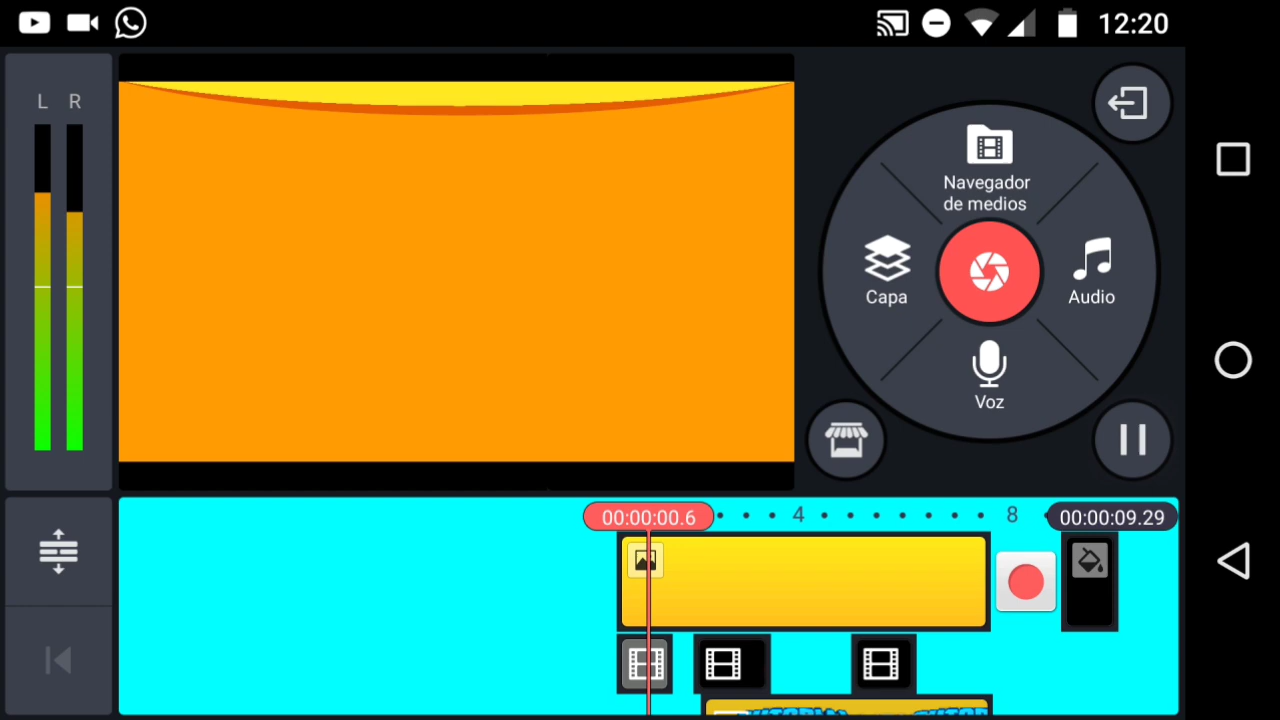 12:20
L R
Navegador
de medios
Capa
Audio
Voz
00:00:00.6
4
8
00:00:09.29